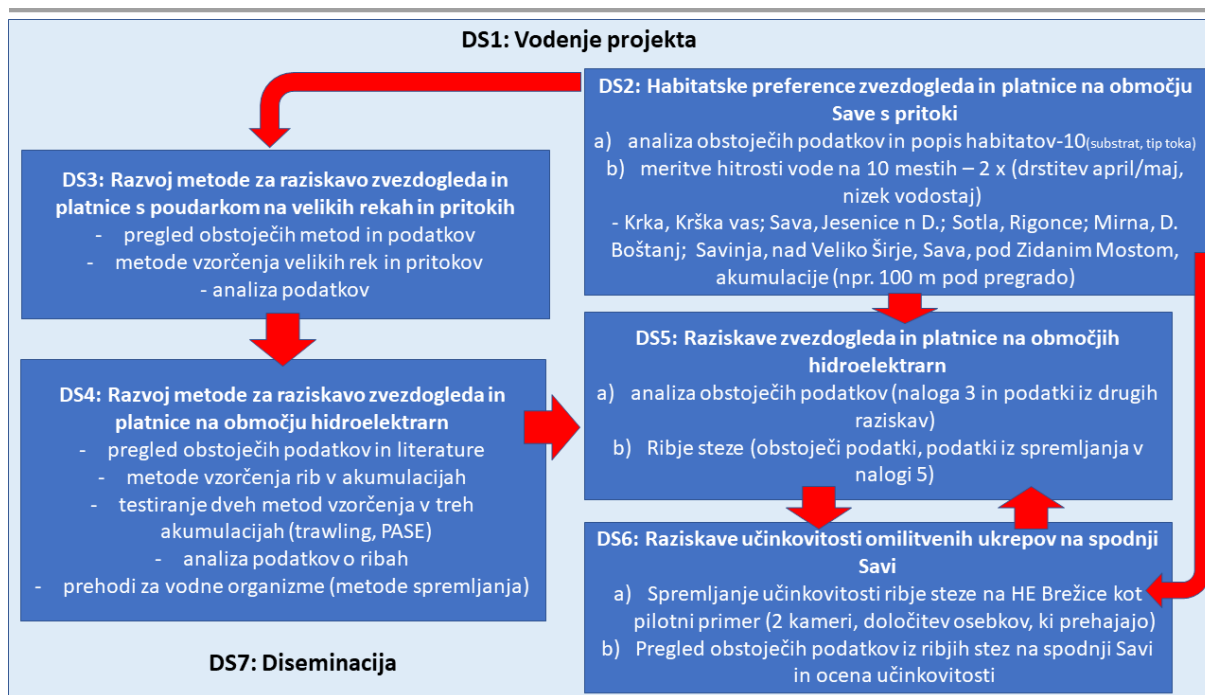 DS1: Vodenje projekta
DS2: Habitatske preference zvezdogleda in platnice na območju
Save s pritoki
a) analiza obstoječih podatkov in popis habitatov-10(substrat, tip toka)
b) meritve hitrosti vode na 10 mestih – 2 x (drstitev april/maj,
nizek vodostaj)
- Krka, Krška vas; Sava, Jesenice n D.; Sotla, Rigonce; Mirna, D.
Boštanj; Savinja, nad Veliko Širje, Sava, pod Zidanim Mostom,
akumulacije (npr. 100 m pod pregrado)
DS3: Razvoj metode za raziskavo zvezdogleda in
platnice s poudarkom na velikih rekah in pritokih
- pregled obstoječih metod in podatkov
- metode vzorčenja velikih rek in pritokov
- analiza podatkov
DS4: Razvoj metode za raziskavo zvezdogleda in
platnice na območju hidroelektrarn
- pregled obstoječih podatkov in literature
- metode vzorčenja rib v akumulacijah
- testiranje dveh metod vzorčenja v treh
akumulacijah (trawling, PASE)
- analiza podatkov o ribah
- prehodi za vodne organizme (metode spremljanja)
DS5: Raziskave zvezdogleda in platnice na območjih
hidroelektrarn
a) analiza obstoječih podatkov (naloga 3 in podatki iz drugih
raziskav)
b) Ribje steze (obstoječi podatki, podatki iz spremljanja v
nalogi 5)
DS6: Raziskave učinkovitosti omilitvenih ukrepov na spodnji
Savi
a) Spremljanje učinkovitosti ribje steze na HE Brežice kot
pilotni primer (2 kameri, določitev osebkov, ki prehajajo)
b) Pregled obstoječih podatkov iz ribjih stez na spodnji Savi
in ocena učinkovitosti
DS7: Diseminacija